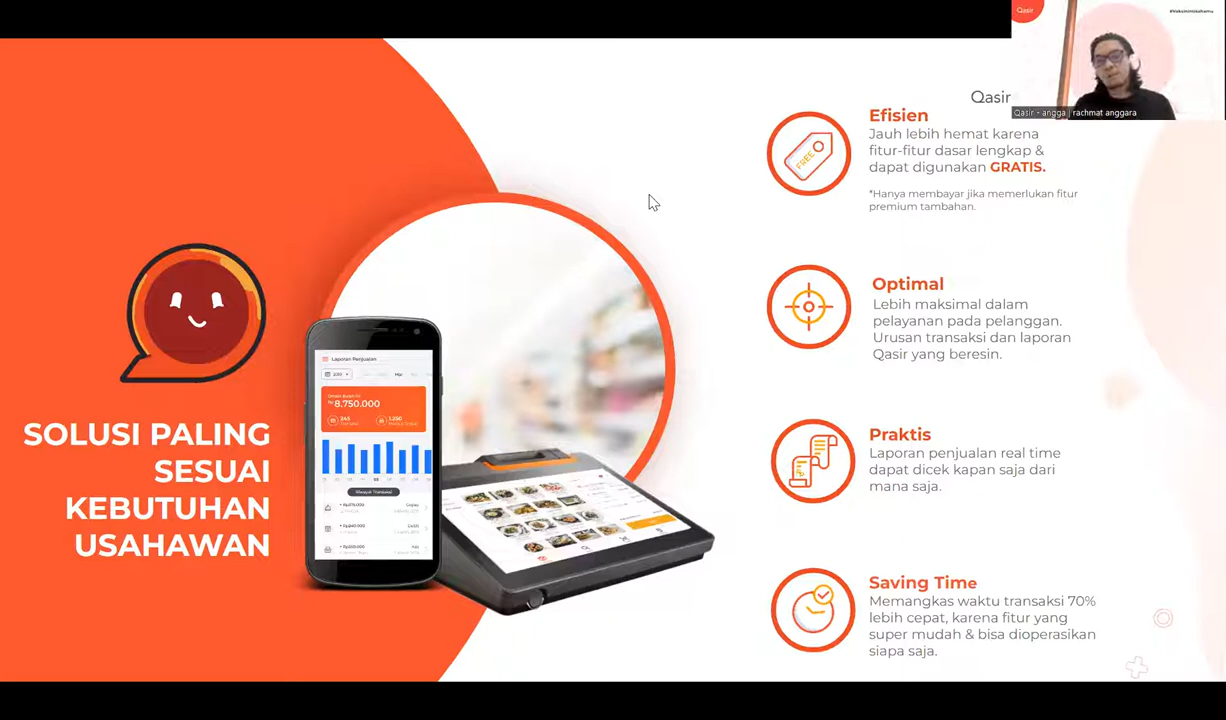 Qasir
#MaksiminUsahamu
Qasir - angga | rachmat anggara
Qasir
SOLUSI PALING
SESUAI
KEBUTUHAN
USAHAWAN
Laporan Penjualan
8.750.000
Efisien
Jauh lebih hemat karena
fitur-fitur dasar lengkap &
dapat digunakan GRATIS.
*Hanya membayar jika memerlukan fitur
premium tambahan.
FREE
Optimal
Lebih maksimal dalam
pelayanan pada pelanggan.
Urusan transaksi dan laporan
Qasir yang beresin.
Praktis
Laporan penjualan real time
dapat dicek kapan saja dari
mana saja.
Saving Time
Memangkas waktu transaksi 70%
lebih cepat, karena fitur yang
super mudah & bisa dioperasikan
siapa saja.